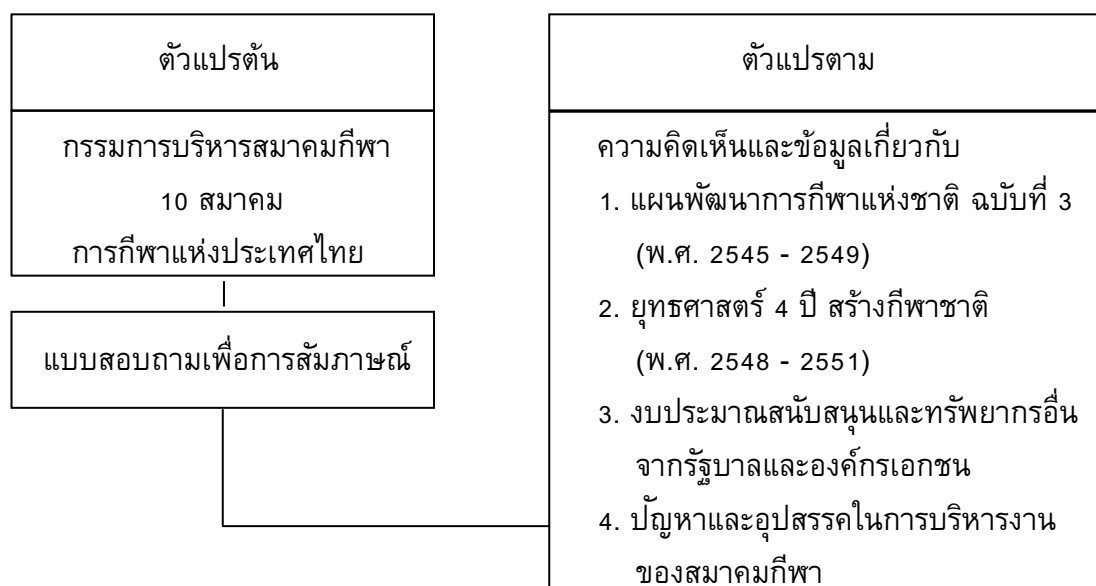 ตัวแปรต้น
กรรมการบริหารสมาคมกีฬา
10 สมาคม
การกีฬาแห่งประเทศไทย
แบบสอบถามเพื่อการสัมภาษณ์
ตัวแปรตาม
ความคิดเห็นและข้อมูลเกี่ยวกับ
1. แผนพัฒนาการกีฬาแห่งชาติ ฉบับที่ 3
(พ.ศ. 2545 - 2549)
2. ยุทธศาสตร์ 4 ปี สร้างกีฬาชาติ
(พ.ศ. 2548 - 2551)
3. งบประมาณสนับสนุนและทรัพยากรอื่น
จากรัฐบาลและองค์กรเอกชน
4. ปัญหาและอุปสรรคในการบริหารงาน
ของสมาคมกีฬา